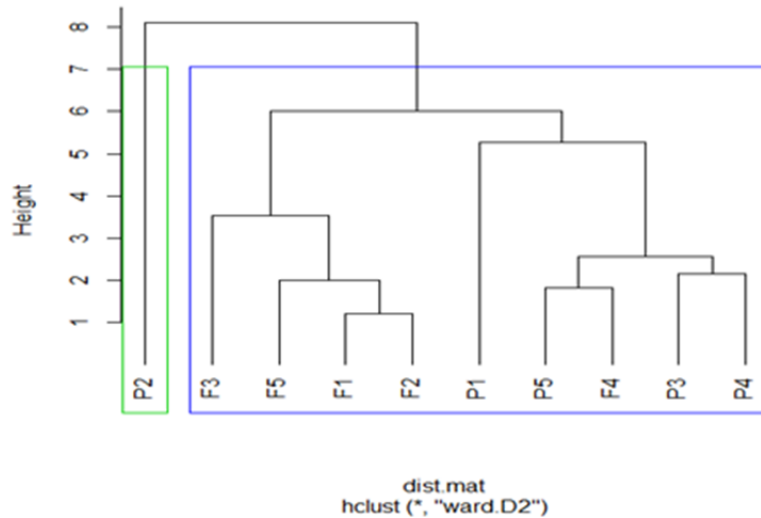 Height
8
7
6
5
4
3
2
1
P2
F3
F5
F1
F2
P1
P5
F4
P3
P4
dist.mat
hclust (*, "ward.D2")